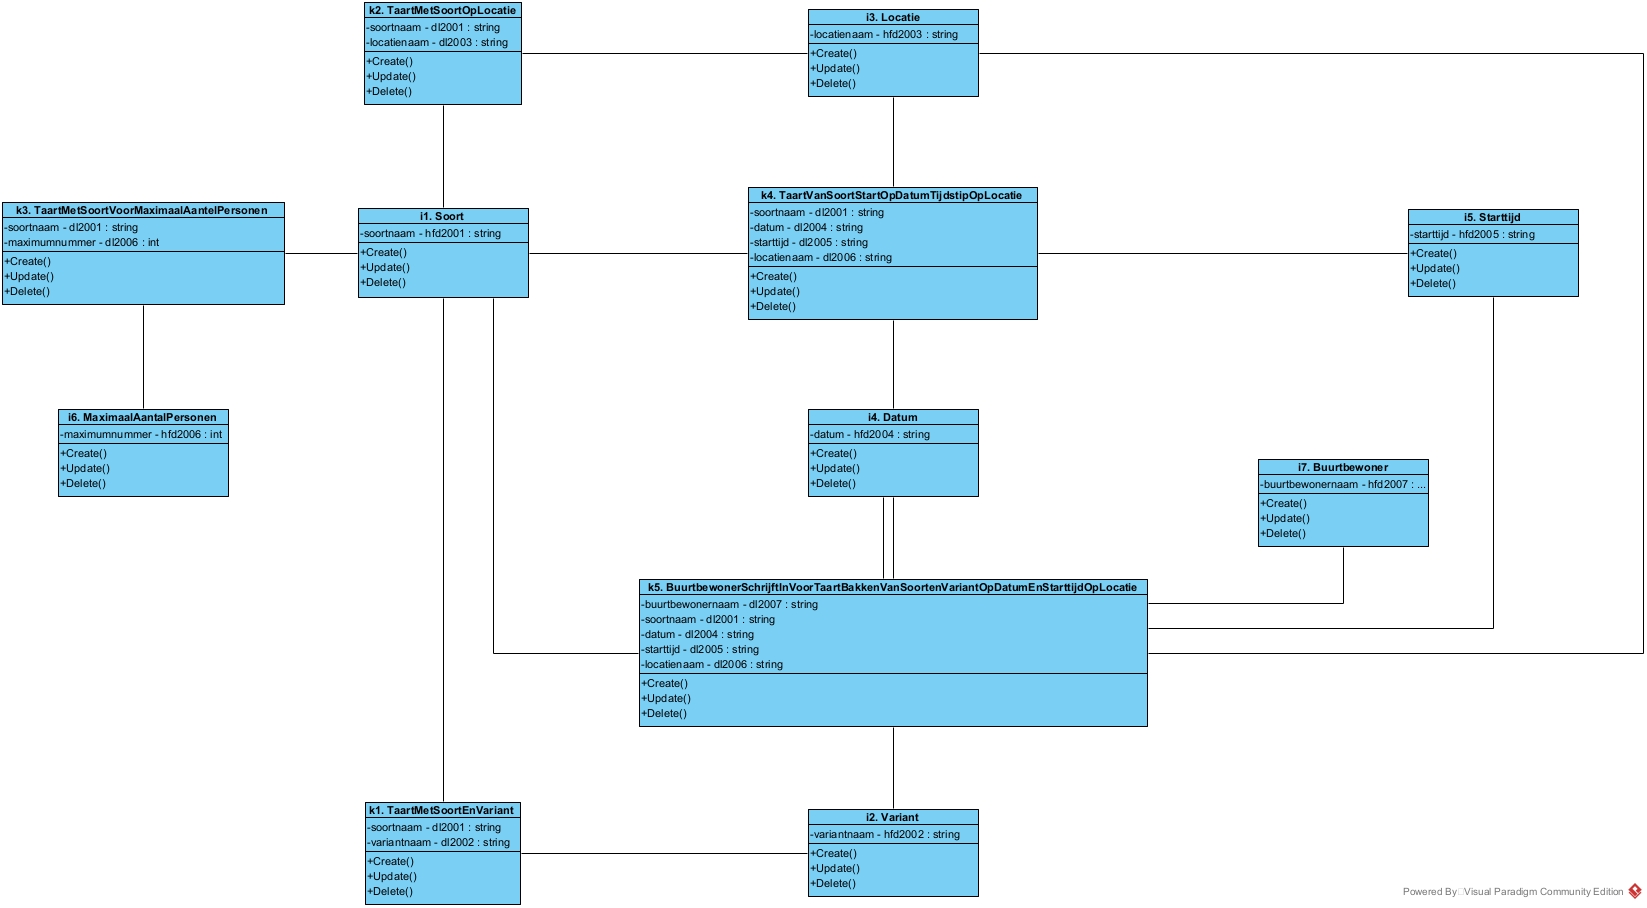 k2. TaartMetSoortOpLocatie
-soortnaam - dl2001 : string
-locatienaam - dl2003 : string
+Create()
+Update()
+Delete()
i3. Locatie
-locatienaam - hfd2003 : string
+Create()
+Update()
+Delete()
k3. TaartMetSoortVoorMaximaalAantelPersonen
-soortnaam - dl2001 : string
-maximumnummer - dl2006 : int
+Create()
+Update()
+Delete()
i1. Soort
-soortnaam - hfd2001 : string
+Create()
+Update()
+Delete()
k4. TaartVanSoortStartOpDatumTijdstipOpLocatie
-soortnaam - dl2001 : string
-datum - dl2004 : string
-starttijd - dl2005 : string
-locatienaam - dl2006 : string
+Create()
+Update()
+Delete()
i5. Starttijd
-starttijd - hfd2005 : string
+Create()
+Update()
+Delete()
i6. MaximaalAantalPersonen
-maximumnummer - hfd2006 : int
+Create()
+Update()
+Delete()
i4. Datum
-datum - hfd2004 : string
+Create()
+Update()
+Delete()
i7. Buurtbewoner
-buurtbewonernaam - hfd2007 : ...
+Create()
+Update()
+Delete()
k5. BuurtbewonerSchrijftInVoorTaartBakkenVanSoortenVariantOpDatumEnStarttijdOpLocatie
-buurtbewonernaam - dl2007 : string
-soortnaam - dl2001 : string
-datum - dl2004 : string
-starttijd - dl2005 : string
-locatienaam - dl2006 : string
+Create()
+Update()
+Delete()
k1. TaartMetSoortEnVariant
-soortnaam - dl2001 : string
-variantnaam - dl2002 : string
+Create()
+Update()
+Delete()
i2. Variant
-variantnaam - hfd2002 : string
+Create()
+Update()
+Delete()
Powered By Visual Paradigm Community Edition